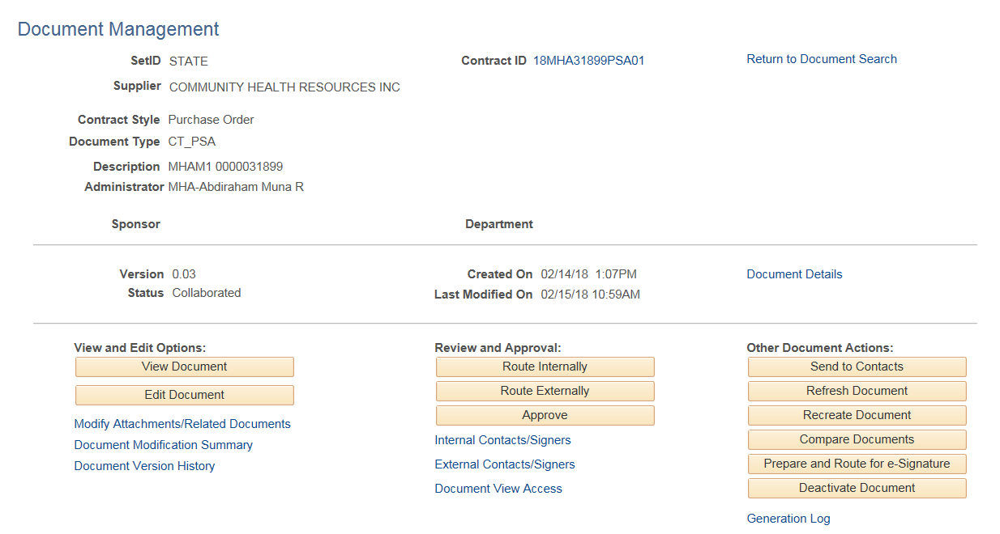 Document Management
SetID STATE Contract ID 18MHA31899PSA01 Return to Document Search
Supplier COMMUNITY HEALTH RESOURCES INC
Contract Style Purchase Order
Document Type CT_PSA
Description MHAM1 0000031899
Administrator MHA-Abdiraham Muna R
Sponsor Department
Version 0.03 Created On 02/14/18 1:07PM Document Details
Status Collaborated Last Modified On 02/15/18 10:59AM
View and Edit Options:
View Document
Edit Document
Modify Attachments/Related Documents
Document Modification Summary
Document Version History
Review and Approval:
Route Internally
Route Externally
Approve
Internal Contacts/Signers
External Contacts/Signers
Document View Access
Other Document Actions:
Send to Contacts
Refresh Document
Recreate Document
Compare Documents
Prepare and Route for e-Signature
Deactivate Document
Generation Log